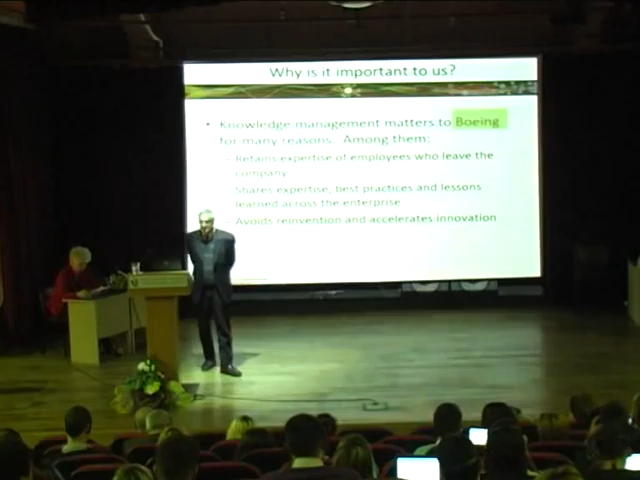 Why is it important to us?
• Knowledge management matters to Boeing
for many reasons. Among them:
– Retains expertise of employees who leave the
company
– Shares expertise, best practices and lessons
learned across the enterprise
– Avoids reinvention and accelerates innovation